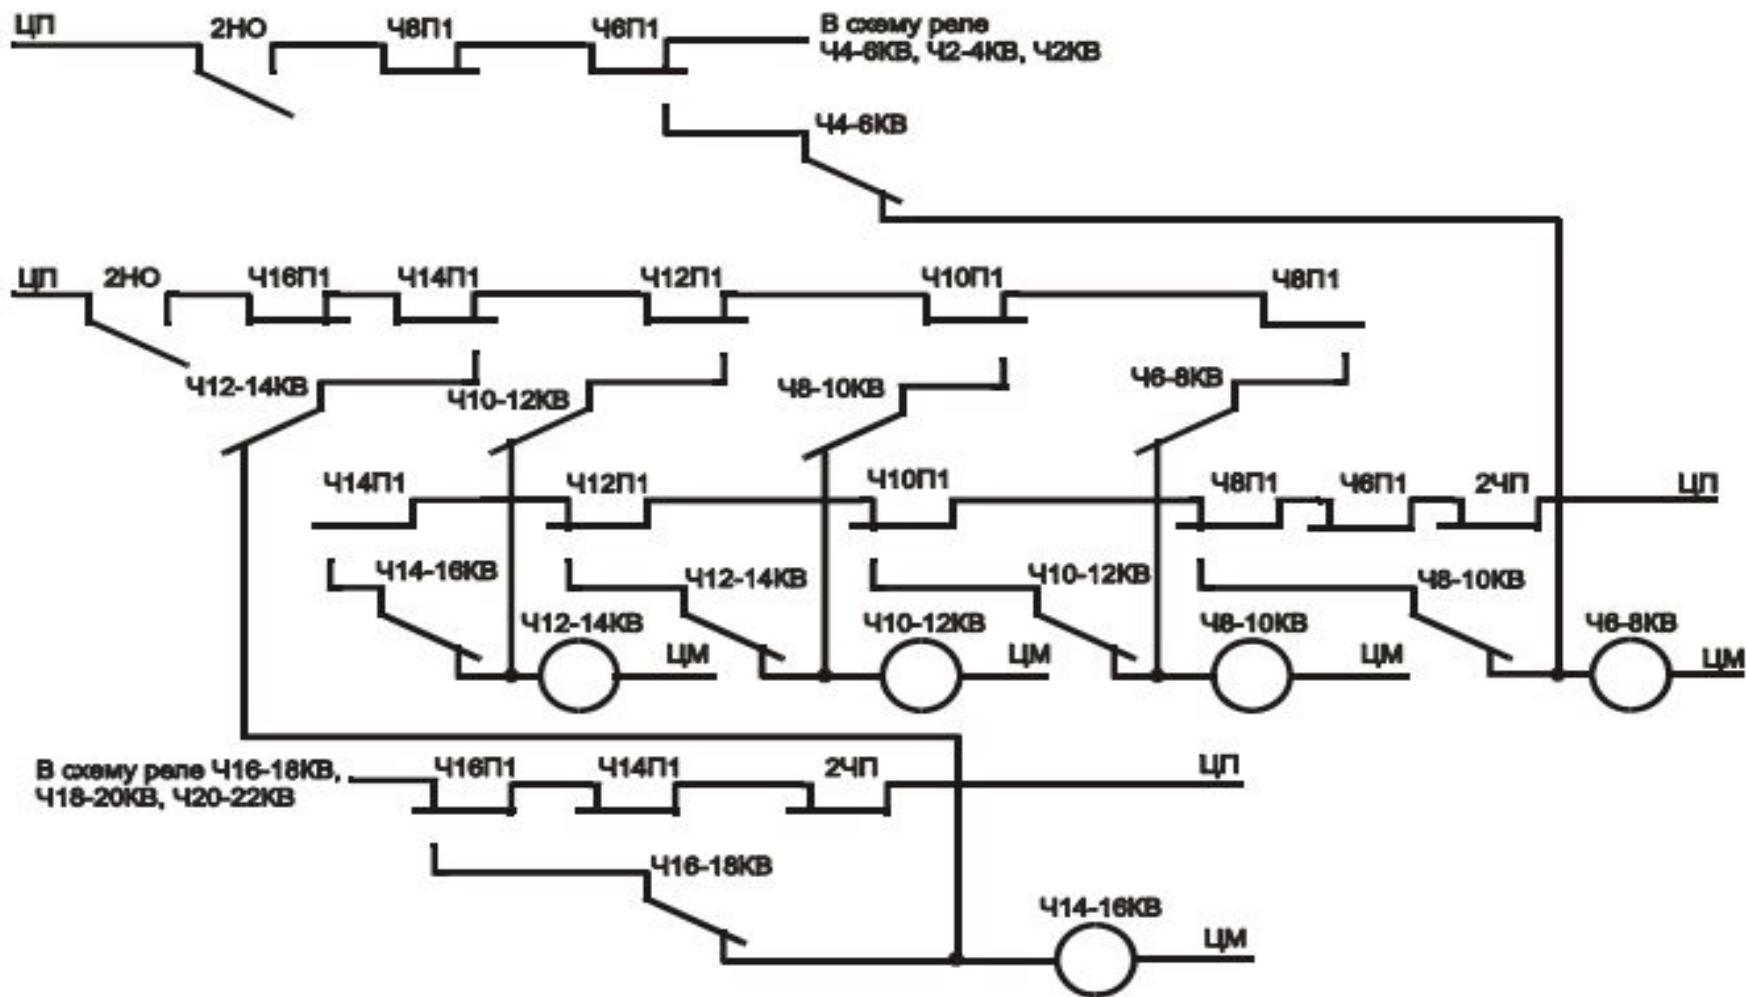 ЦП 2НО Ч8П1 Ч6П1 В схему реле
Ч4-6КВ, Ч2-4КВ, Ч2КВ
Ч4-6КВ
ЦП 2НО Ч16П1 Ч14П1 Ч12П1 Ч10П1 Ч8П1
Ч12-14КВ Ч10-12КВ Ч8-10КВ Ч6-8КВ
Ч14П1 Ч12П1 Ч10П1 Ч8П1 Ч6П1 2ЧП ЦП
Ч14-16КВ Ч12-14КВ Ч10-12КВ Ч8-10КВ
Ч12-14КВ ЦМ Ч10-12КВ ЦМ Ч8-10КВ ЦМ Ч6-8КВ ЦМ
В схему реле Ч16-18КВ, Ч16П1 Ч14П1 2ЧП ЦП
Ч18-20КВ, Ч20-22КВ
Ч16-18КВ
Ч14-16КВ
ЦМ